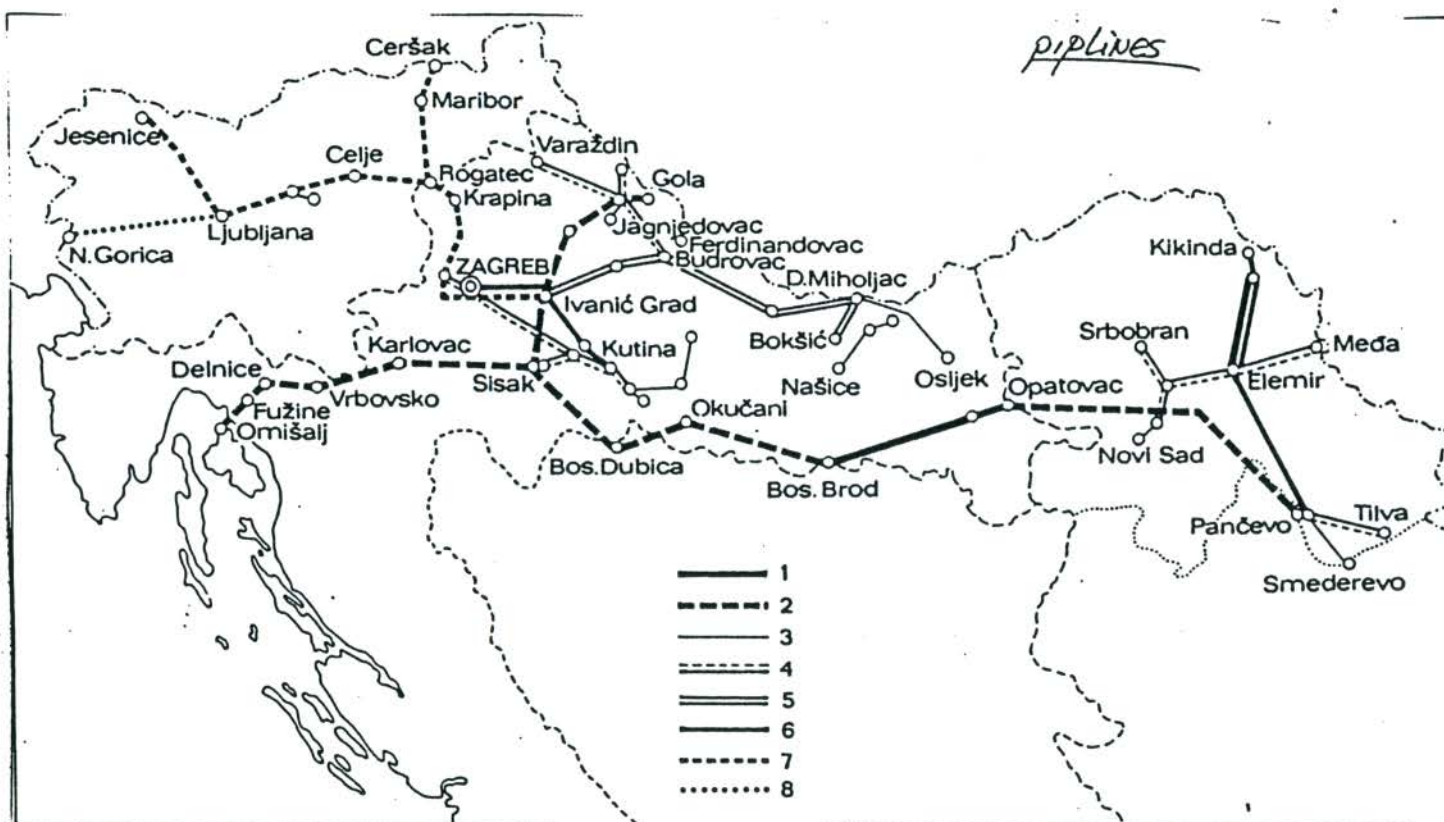 pıplınes
Ceršak
Maribor
Jesenice
Varaždin
Celje
Rogatec
Gola
Krapina
Jagnjedovac
Ljubljana
Ferdinandovac
N.Gorica
Kikinda
ZAGREB
Budrovac
D.Miholjac
Ivanić Grad
Srbobran
Međa
Karlovac
Kutina
Bokšić
Delnice
Sisak
Našice
Osijek
Elemir
Opatovac
Vrbovsko
Fužine
Okučani
Omišalj
Novi Sad
Bos.Dubica
Bos. Brod
Pančevo
Tilva
1
Smederevo
2
3
4
5
6
7
8